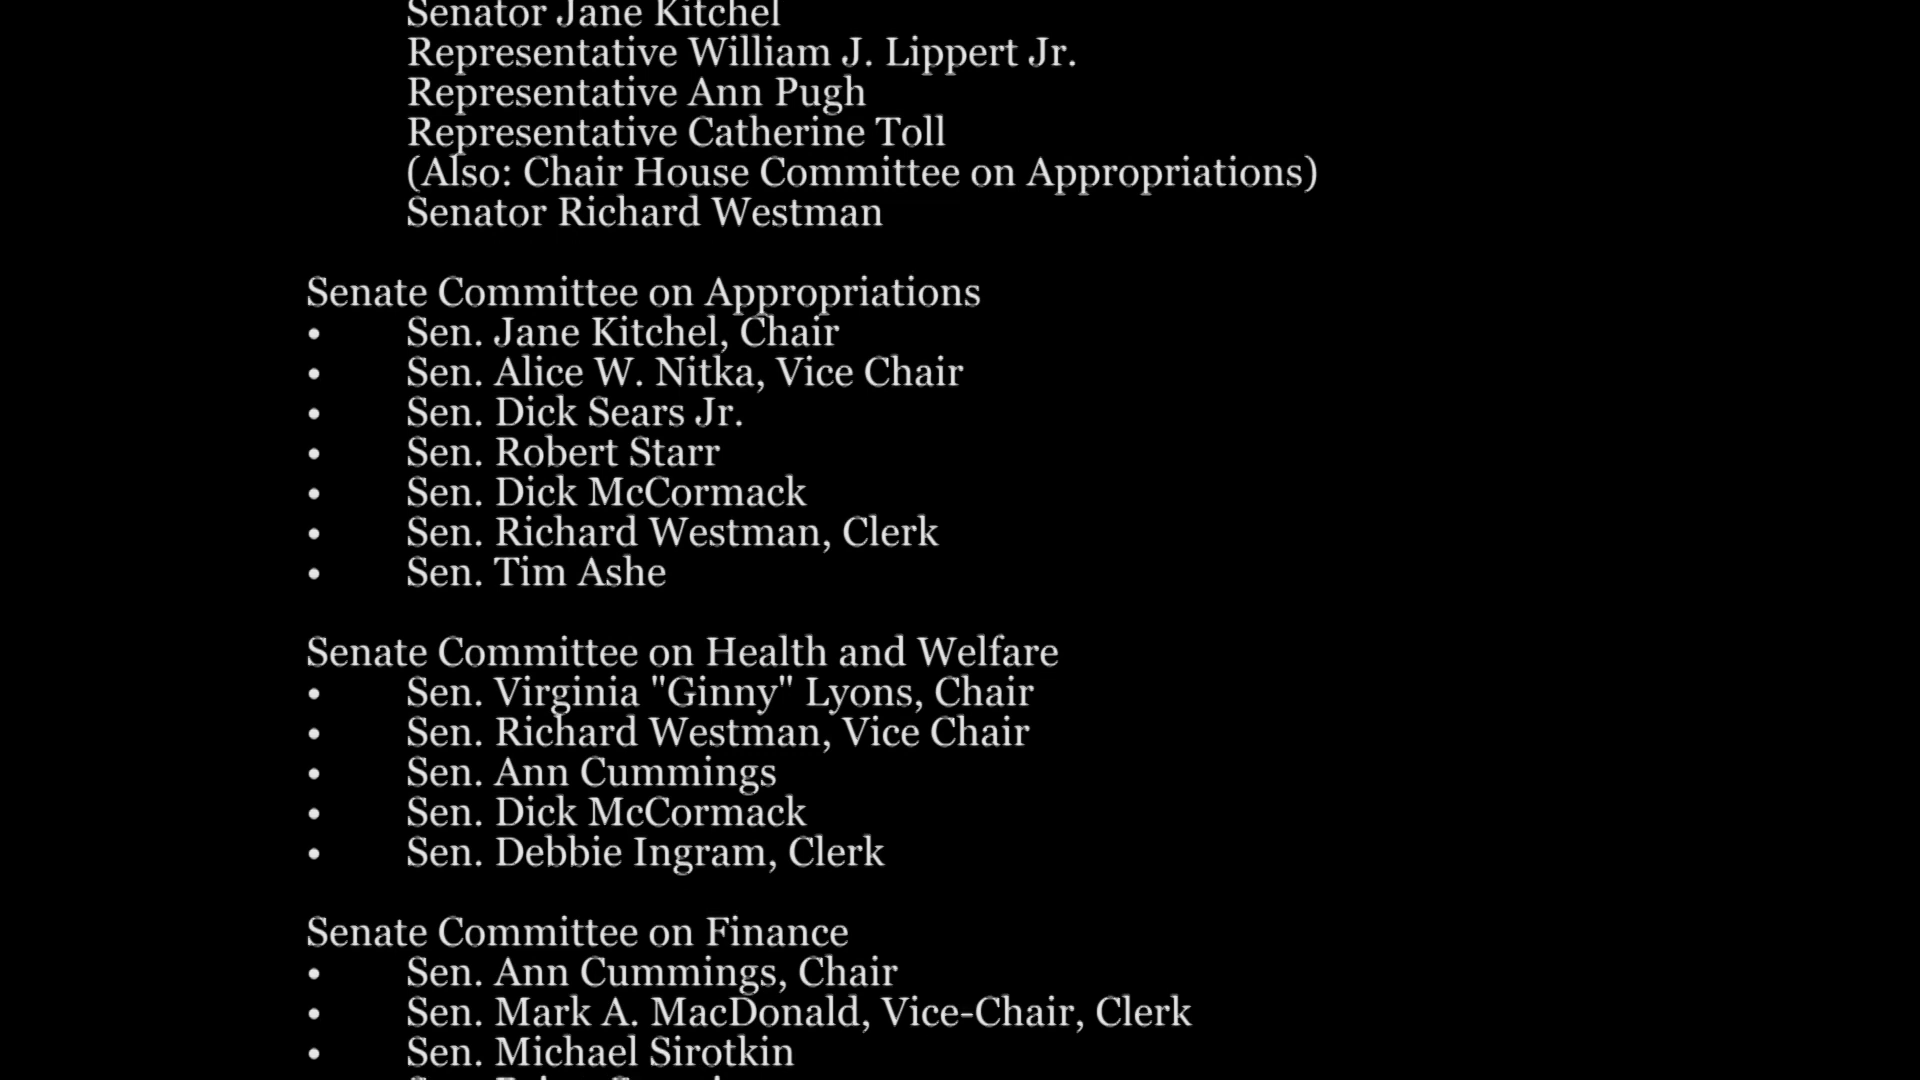 Senator Jane Kitchel
Representative William J. Lippert Jr.
Representative Ann Pugh
Representative Catherine Toll
(Also: Chair House Committee on Appropriations)
Senator Richard Westman
Senate Committee on Appropriations
• Sen. Jane Kitchel, Chair
• Sen. Alice W. Nitka, Vice Chair
• Sen. Dick Sears Jr.
• Sen. Robert Starr
• Sen. Dick McCormack
• Sen. Richard Westman, Clerk
• Sen. Tim Ashe
Senate Committee on Health and Welfare
• Sen. Virginia "Ginny" Lyons, Chair
• Sen. Richard Westman, Vice Chair
• Sen. Ann Cummings
• Sen. Dick McCormack
• Sen. Debbie Ingram, Clerk
Senate Committee on Finance
• Sen. Ann Cummings, Chair
• Sen. Mark A. MacDonald, Vice-Chair, Clerk
• Sen. Michael Sirotkin